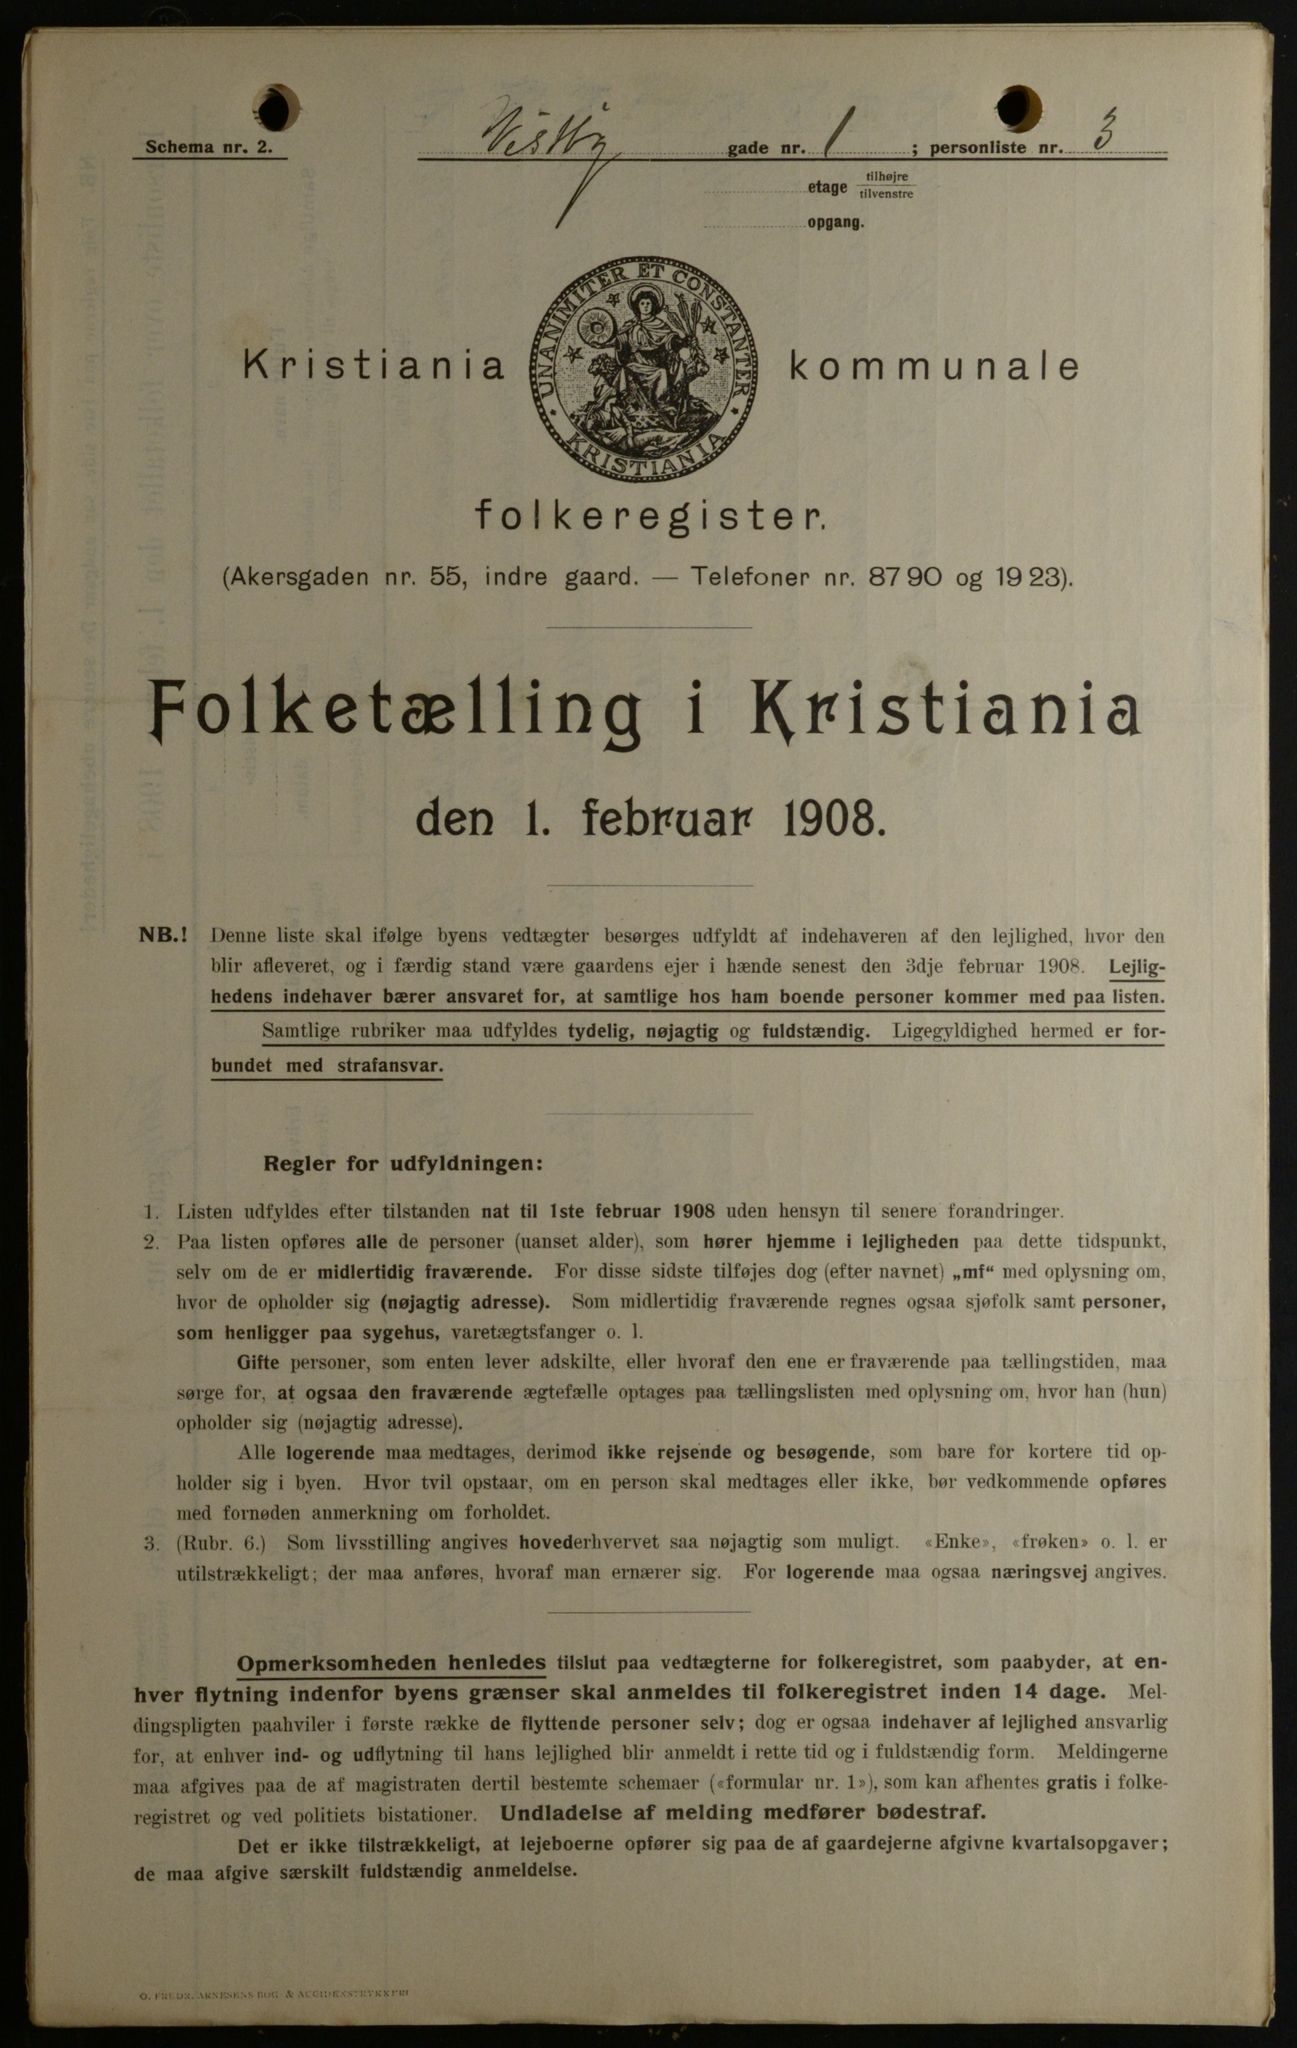 Schema nr. 2.
Visby gade nr. 1 ; personliste nr. 3
etage tilhøjre
tilvenstre
opgang.
UNANIMITER ET CONSTANTER
KRISTIANIA
Kristiania kommunale
folkeregister.
(Akersgaden nr. 55, indre gaard. — Telefoner nr. 87 90 og 19 23).
Folketælling i Kristiania
den 1. februar 1908.
NB.! Denne liste skal ifølge byens vedtægter besørges udfyldt af indehaveren af den lejlighed, hvor den
blir afleveret, og i færdig stand være gaardens ejer i hænde senest den 3dje februar 1908. Lejlig-
hedens indehaver bærer ansvaret for, at samtlige hos ham boende personer kommer med paa listen.
Samtlige rubriker maa udfyldes tydelig, nøjagtig og fuldstændig. Ligegyldighed hermed er for-
bundet med strafansvar.
Regler for udfyldningen:
1. Listen udfyldes efter tilstanden nat til 1ste februar 1908 uden hensyn til senere forandringer.
2. Paa listen opføres alle de personer (uanset alder), som hører hjemme i lejligheden paa dette tidspunkt,
selv om de er midlertidig fraværende. For disse sidste tilføjes dog (efter navnet) „mf“ med oplysning om,
hvor de opholder sig (nøjagtig adresse). Som midlertidig fraværende regnes ogsaa sjøfolk samt personer,
som henligger paa sygehus, varetægtsfanger o. l.
Gifte personer, som enten lever adskilte, eller hvoraf den ene er fraværende paa tællingstiden, maa
sørge for, at ogsaa den fraværende ægtefælle optages paa tællingslisten med oplysning om, hvor han (hun)
opholder sig (nøjagtig adresse).
Alle logerende maa medtages, derimod ikke rejsende og besøgende, som bare for kortere tid op-
holder sig i byen. Hvor tvil opstaar, om en person skal medtages eller ikke, bør vedkommende opføres
med fornøden anmerkning om forholdet.
3. (Rubr. 6.) Som livsstilling angives hovederhvervet saa nøjagtig som muligt. «Enke», «frøken» o. l. er
utilstrækkeligt; der maa anføres, hvoraf man ernærer sig. For logerende maa ogsaa næringsvej angives.
Opmerksomheden henledes tilslut paa vedtægterne for folkeregistret, som paabyder, at en-
hver flytning indenfor byens grænser skal anmeldes til folkeregistret inden 14 dage. Mel-
dingspligten paahviler i første række de flyttende personer selv; dog er ogsaa indehaver af lejlighed ansvarlig
for, at enhver ind- og udflytning til hans lejlighed blir anmeldt i rette tid og i fuldstændig form. Meldingerne
maa afgives paa de af magistraten dertil bestemte schemaer («formular nr. 1»), som kan afhentes gratis i folke-
registret og ved politiets bistationer. Undladelse af melding medfører bødestraf.
Det er ikke tilstrækkeligt, at lejeboerne opfører sig paa de af gaardejerne afgivne kvartalsopgaver;
de maa afgive særskilt fuldstændig anmeldelse.
O. FREDR. ARNESENS BOG & ACCIDENSTRYKKERI